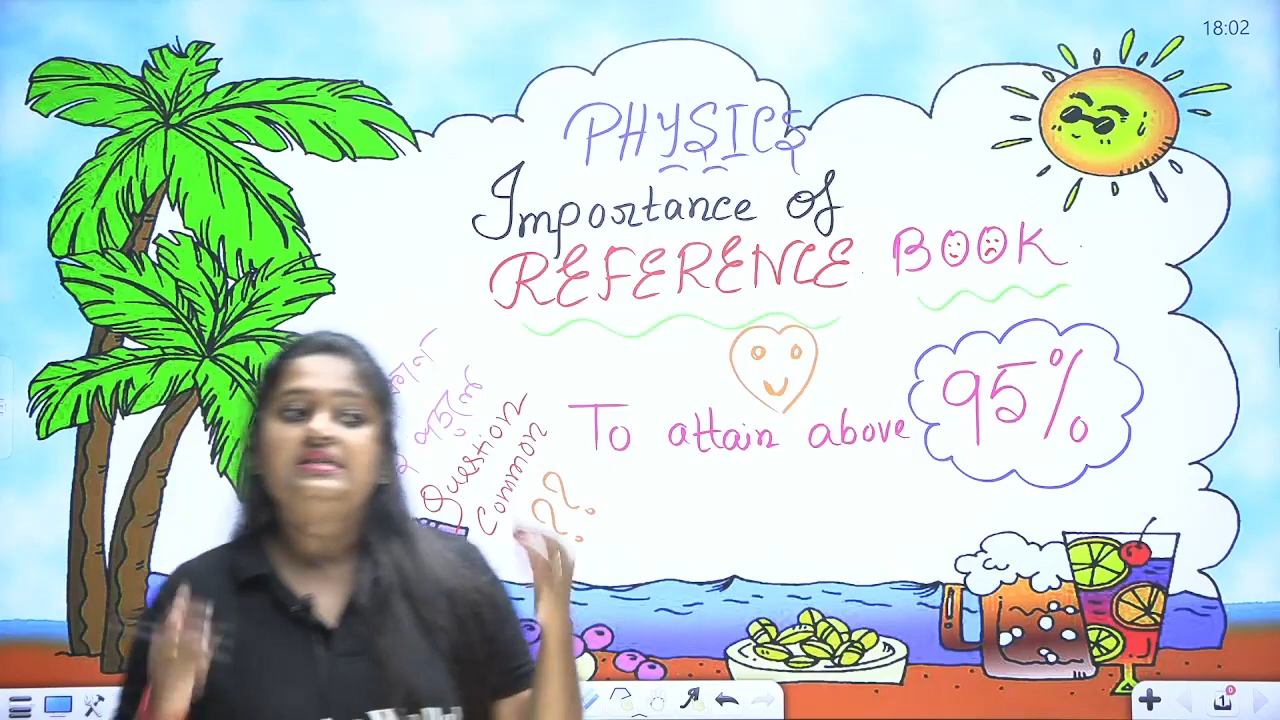 18:02
PHYSICS
Importance of
REFERENCE BOOK
To attain above 95%
Question
Common
??